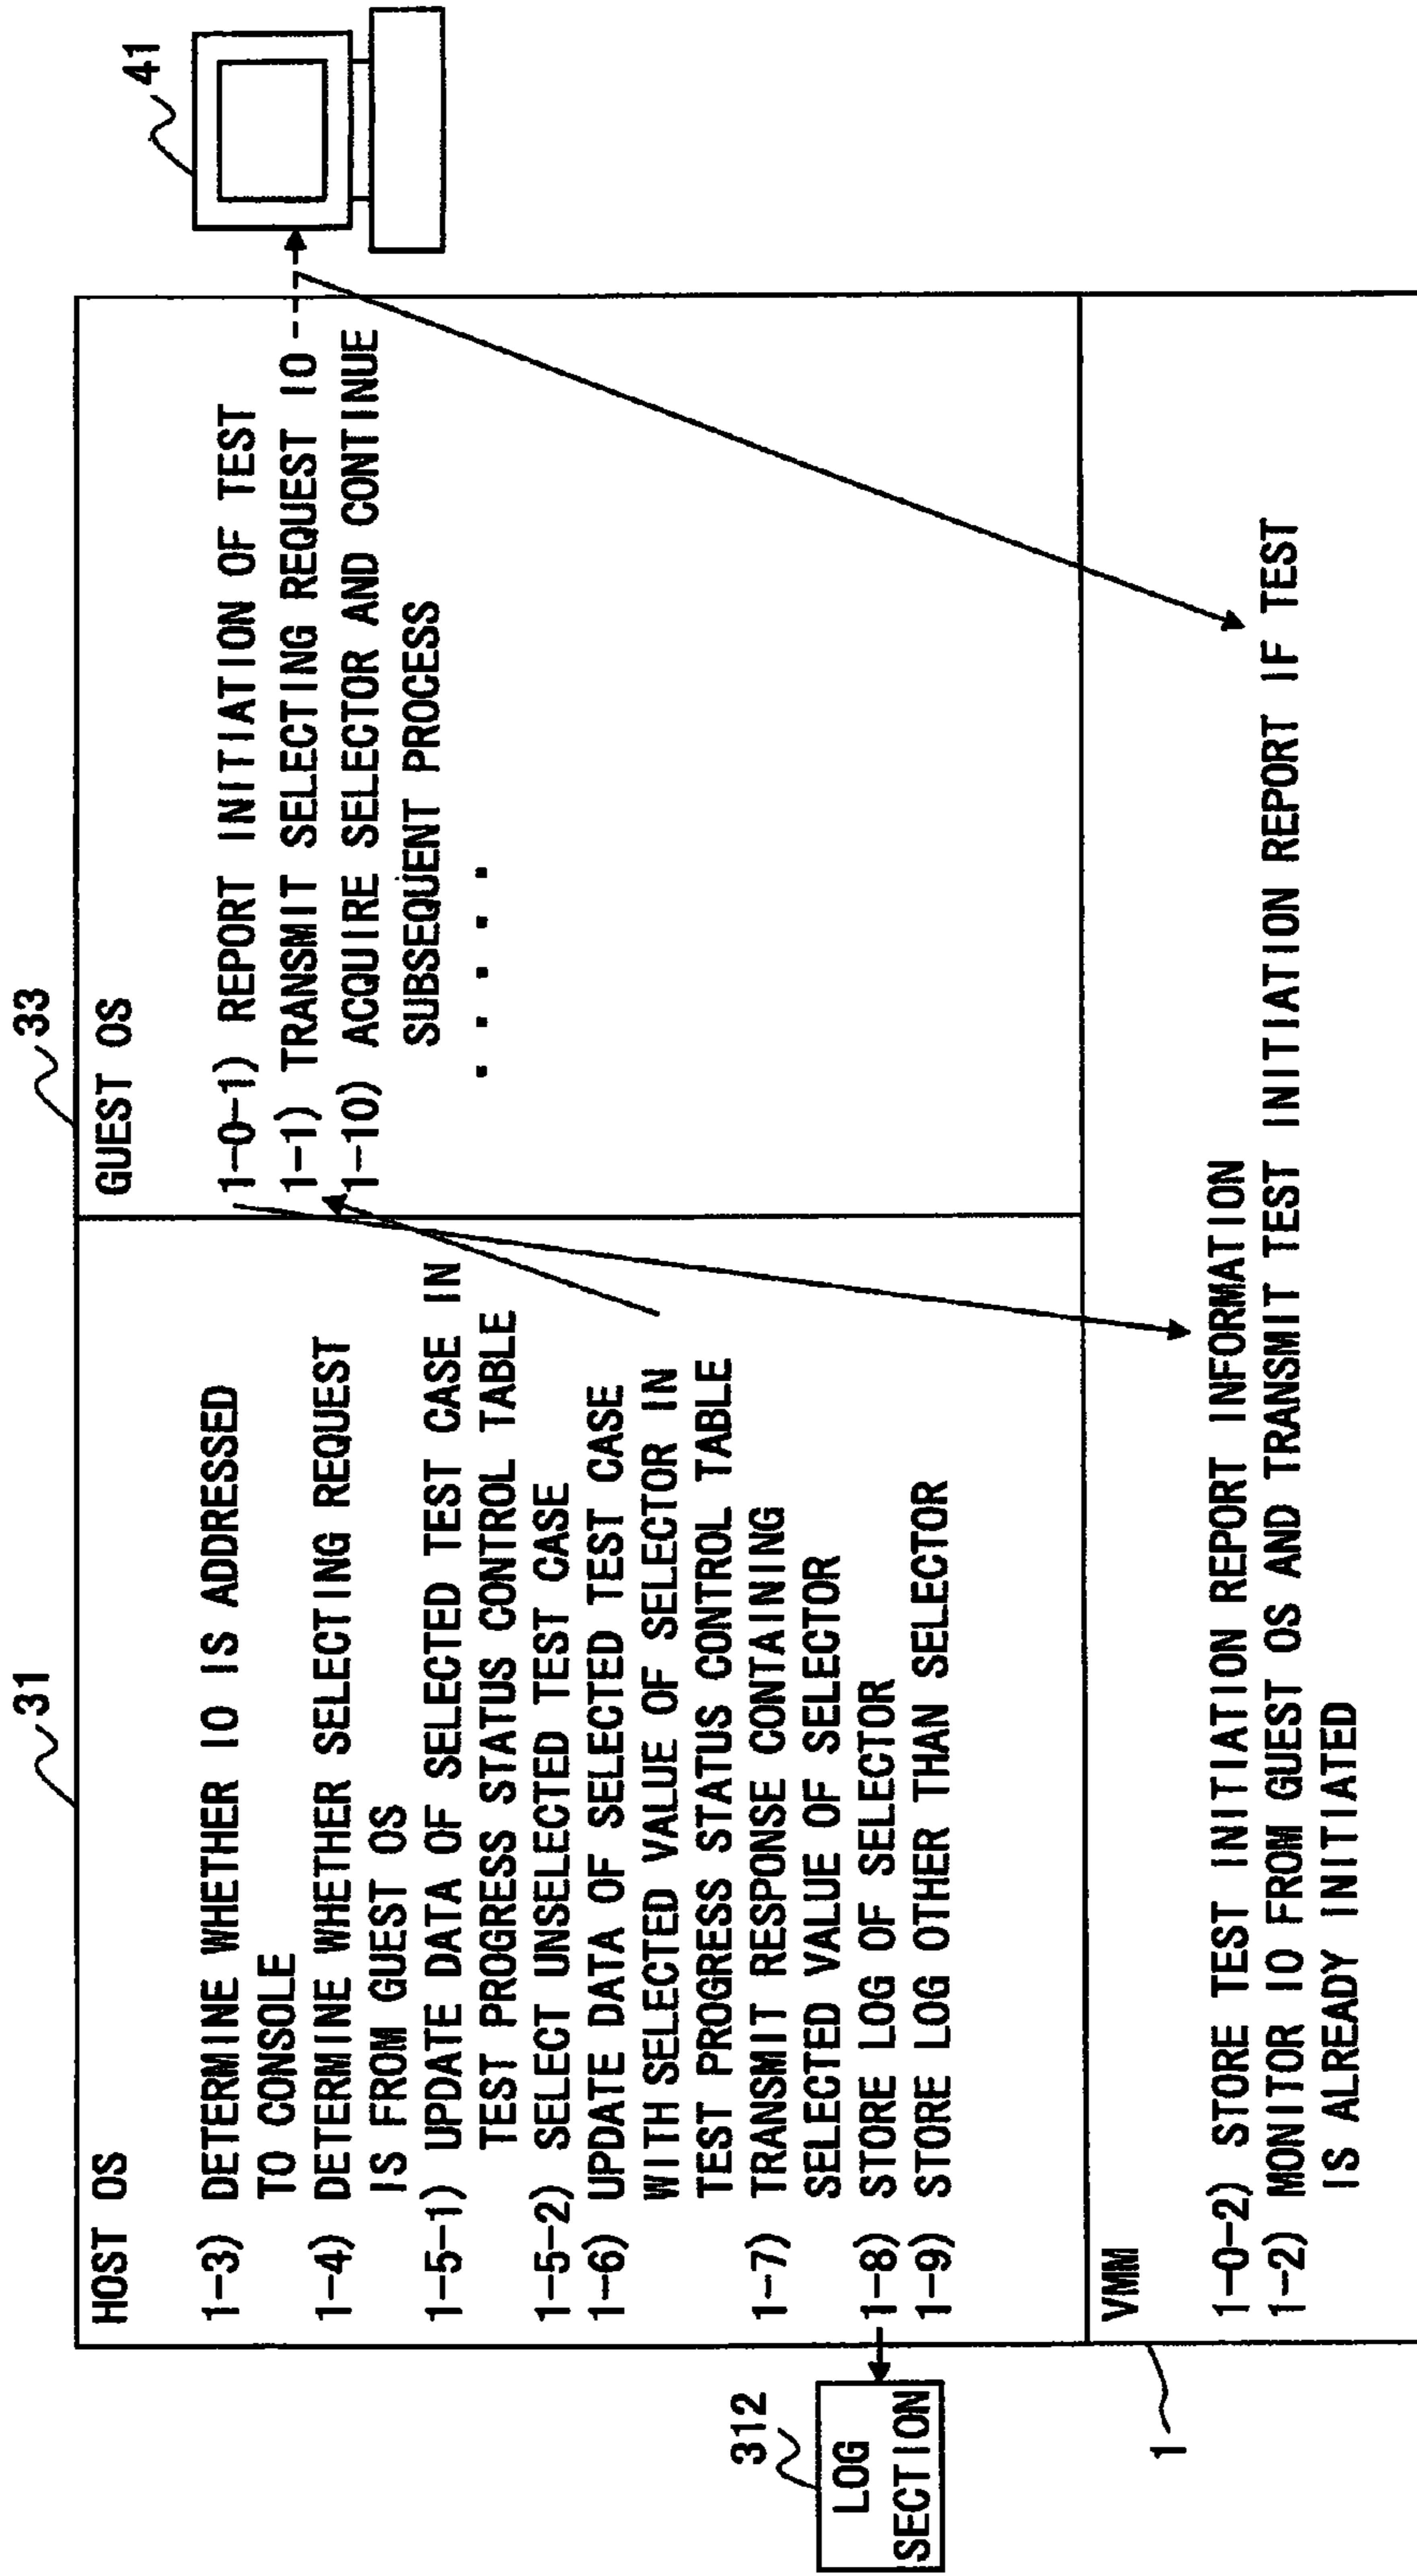 31
33
41
HOST OS
1-3) DETERMINE WHETHER IO IS ADDRESSED
TO CONSOLE
1-4) DETERMINE WHETHER SELECTING REQUEST
IS FROM GUEST OS
1-5-1) UPDATE DATA OF SELECTED TEST CASE IN
TEST PROGRESS STATUS CONTROL TABLE
1-5-2) SELECT UNSELECTED TEST CASE
1-6) UPDATE DATA OF SELECTED TEST CASE
WITH SELECTED VALUE OF SELECTOR IN
TEST PROGRESS STATUS CONTROL TABLE
1-7) TRANSMIT RESPONSE CONTAINING
SELECTED VALUE OF SELECTOR
1-8) STORE LOG OF SELECTOR
1-9) STORE LOG OTHER THAN SELECTOR
GUEST OS
1-0-1) REPORT INITIATION OF TEST
1-1) TRANSMIT SELECTING REQUEST IO
1-10) ACQUIRE SELECTOR AND CONTINUE
SUBSEQUENT PROCESS
. . . . .
312
LOG
SECTION
VMM
1-0-2) STORE TEST INITIATION REPORT INFORMATION
1-2) MONITOR IO FROM GUEST OS AND TRANSMIT TEST INITIATION REPORT IF TEST
IS ALREADY INITIATED
1